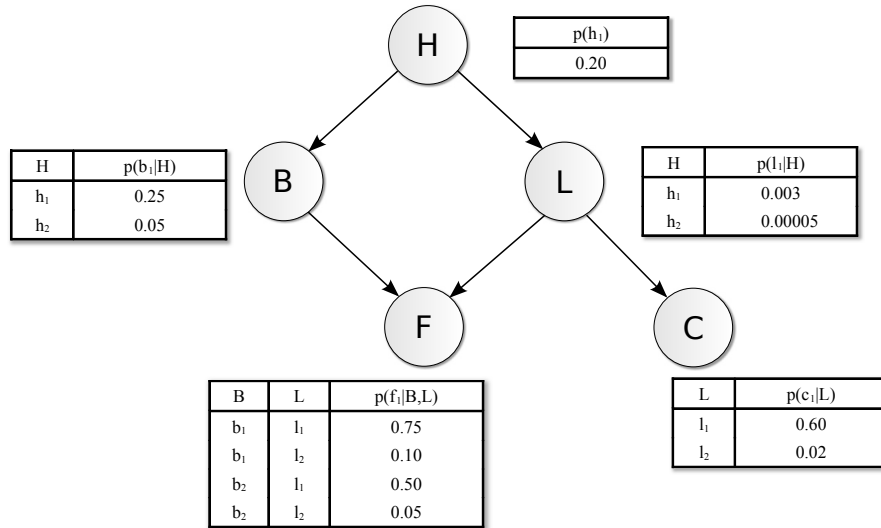 H
p(h₁)
0.20
H p(b₁|H)
h₁ 0.25
h₂ 0.05
B
L
H p(l₁|H)
h₁ 0.003
h₂ 0.00005
F
C
B L p(f₁|B,L)
b₁ l₁ 0.75
b₁ l₂ 0.10
b₂ l₁ 0.50
b₂ l₂ 0.05
L p(c₁|L)
l₁ 0.60
l₂ 0.02